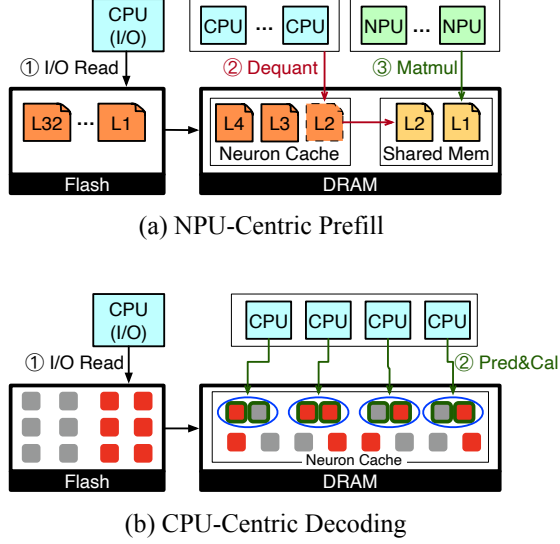 CPU
(I/O)
CPU ... CPU
NPU ... NPU
① I/O Read
② Dequant
③ Matmul
L32 ... L1
L4 L3 L2
L2 L1
Neuron Cache
Shared Mem
Flash
DRAM
(a) NPU-Centric Prefill
CPU
(I/O)
CPU CPU CPU CPU
① I/O Read
② Pred&Cal
Neuron Cache
Flash
DRAM
(b) CPU-Centric Decoding